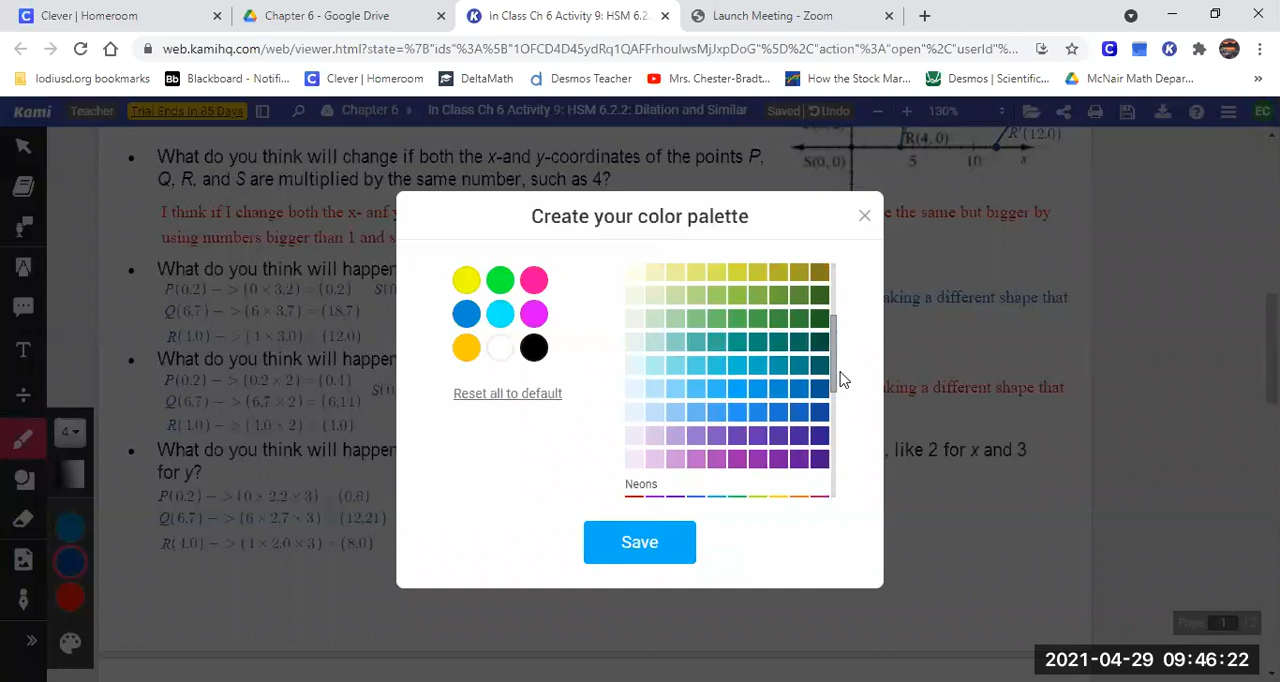 Clever | Homeroom
Chapter 6 - Google Drive
In Class Ch 6 Activity 9: HSM 6.2.
Launch Meeting - Zoom
web.kamihq.com/web/viewer.html?state=%7B"ids"%3A%5B"1OFCD4D45ydRq1QAFFrhoulwsMjJxpDoG"%5D%2C"action"%3A"open"%2C"userId"%...
lodiusd.org bookmarks
Blackboard - Notifi...
Clever | Homeroom
DeltaMath
Desmos Teacher
Mrs. Chester-Bradt...
How the Stock Mar...
Desmos | Scientific...
McNair Math Depar...
Kami
Teacher
Trial Ends in 85 Days
Chapter 6
In Class Ch 6 Activity 9: HSM 6.2.2: Dilation and Similar
Saved
Undo
130%
EC
R(4, 0)
R'(12.0)
S(0, 0)
5
10
x
• What do you think will change if both the x-and y-coordinates of the points P,
Q, R, and S are multiplied by the same number, such as 4?
I think if I change both the x- anf y
e the same but bigger by
using numbers bigger than 1 and s
• What do you think will happen
P(0.2) – > (0 × 3.2) = (0.2)
aking a different shape that
Q(6.7) – > (6 × 3.7) = (18.7)
R( 1.0) – > (1 × 3.0) = (12.0)
• What do you think will happen
P(0.2) – > (0.2 × 2) = (0.4)
aking a different shape that
Q(6.7) – > (6.7 × 2) = (6,11)
R( 1.0) – > (1.0 × 2) = (1.0)
• What do you think will happen
, like 2 for x and 3
for y?
P(0.2) – > (0 × 2.2 × 3) = (0.6)
Q(6.7) – > (6 × 2.7 × 3) = (12.21)
R( 1.0) – > (1 × 2.0 × 3) = (8.0)
4
Create your color palette
Reset all to default
Neons
Save
Page 1 / 2
2021-04-29 09:46:22